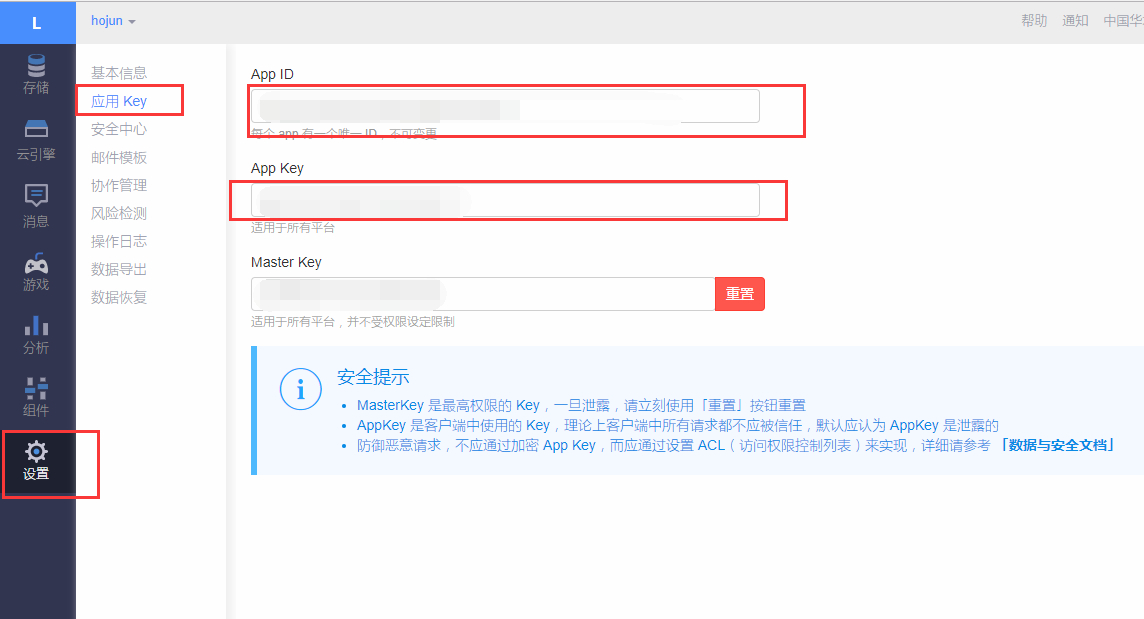 L
hojun
帮助 通知 中国华
存储
云引擎
消息
游戏
分析
组件
设置
基本信息
应用 Key
安全中心
邮件模板
协作管理
风险检测
操作日志
数据导出
数据恢复
App ID
每个 app 有一个唯一 ID，不可变更
App Key
适用于所有平台
Master Key
重置
适用于所有平台，并不受权限设定限制
安全提示
MasterKey 是最高权限的 Key，一旦泄露，请立刻使用「重置」按钮重置
AppKey 是客户端中使用的 Key，理论上客户端中所有请求都不应被信任，默认应认为 AppKey 是泄露的
防御恶意请求，不应通过加密 App Key，而应通过设置 ACL（访问权限控制列表）来实现，详细请参考 「数据与安全文档」